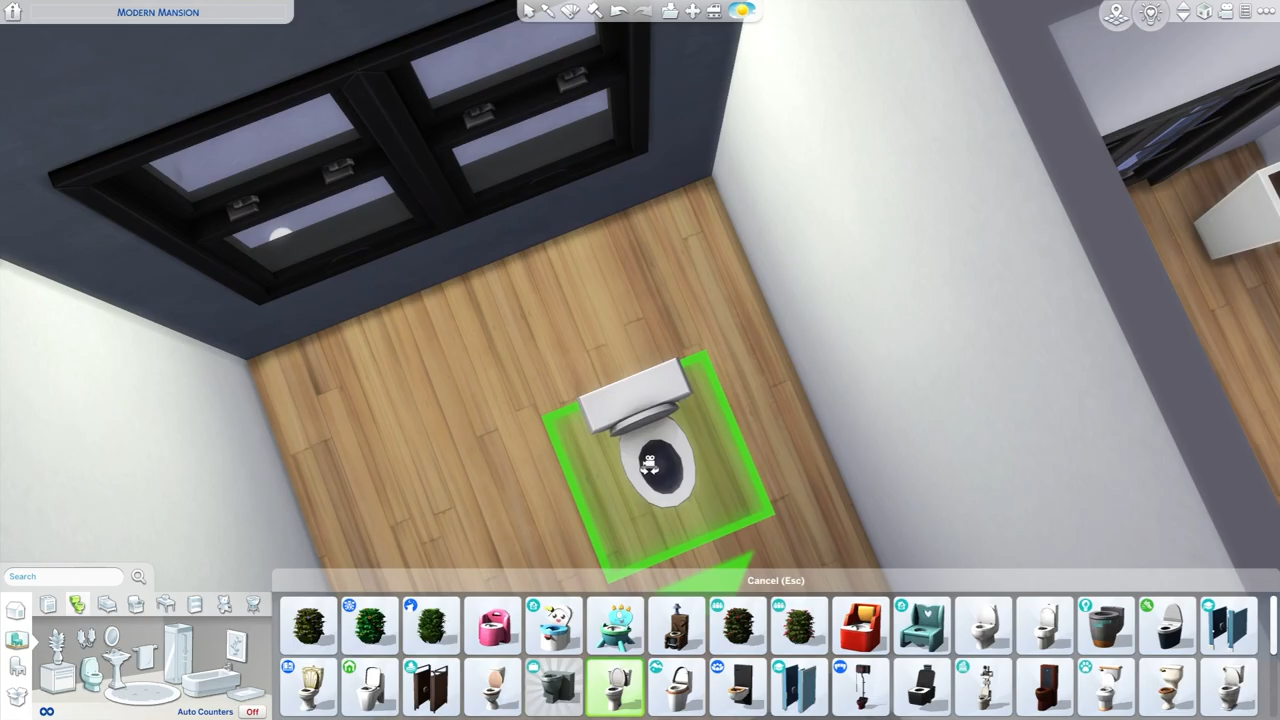 MODERN MANSION
Search
Cancel (Esc)
Auto Counters
Off